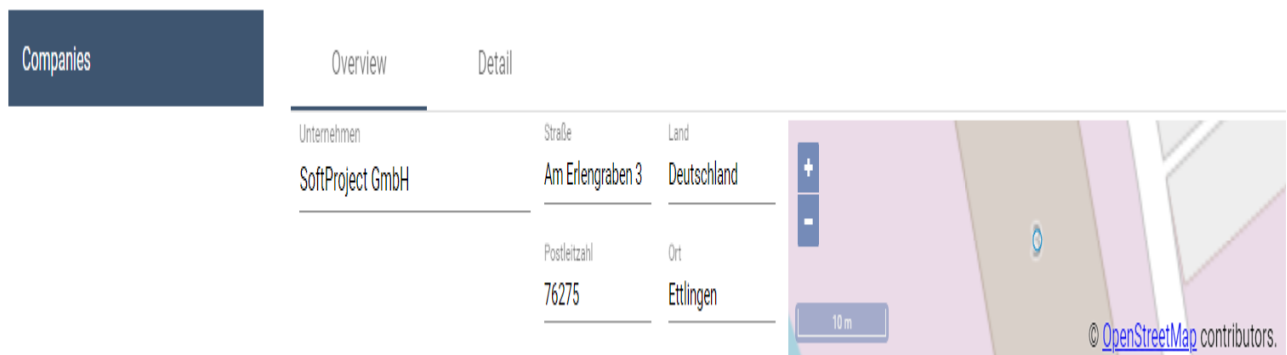 Companies
Overview
Detail
Unternehmen
SoftProject GmbH
Straße
Am Erlengraben 3
Land
Deutschland
Postleitzahl
76275
Ort
Ettlingen
+
-
10 m
© OpenStreetMap contributors.